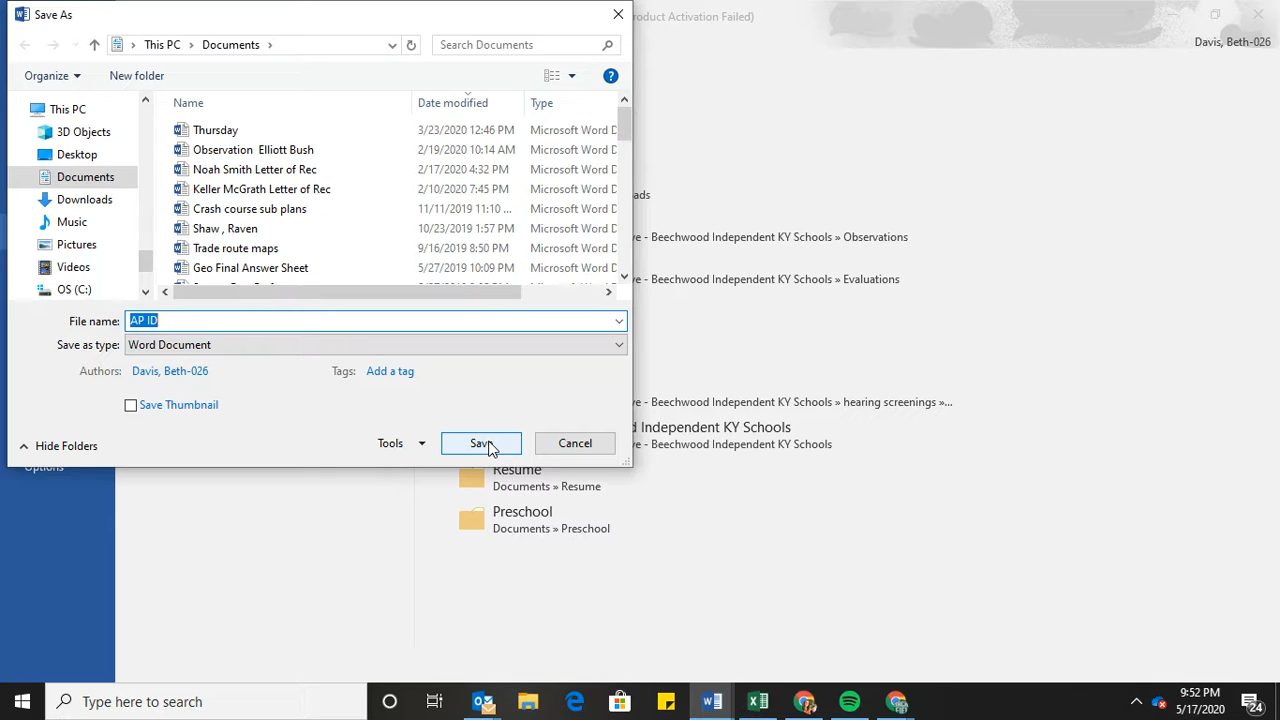 Save As
roduct Activation Failed)
Davis, Beth-026
This PC
Documents
Search Documents
Organize
New folder
?
Name
Date modified
Type
This PC
3D Objects
Desktop
Documents
Downloads
Music
Pictures
Videos
OS (C:)
Thursday 3/23/2020 12:46 PM Microsoft Word D
Observation Elliott Bush 2/19/2020 10:14 AM Microsoft Word D
Noah Smith Letter of Rec 2/17/2020 4:32 PM Microsoft Word D
Keller McGrath Letter of Rec 2/10/2020 7:45 PM Microsoft Word D
Crash course sub plans 11/11/2019 11:10 ... Microsoft Word D
Shaw , Raven 10/23/2019 1:57 PM Microsoft Word D
Trade route maps 9/16/2019 8:50 PM Microsoft Word D
Geo Final Answer Sheet 5/27/2019 10:09 PM Microsoft Word D
File name: AP ID
Save as type: Word Document
Authors: Davis, Beth-026
Tags: Add a tag
Save Thumbnail
Hide Folders
Tools
Save
Cancel
Options
ads
ve - Beechwood Independent KY Schools » Observations
ve - Beechwood Independent KY Schools » Evaluations
ve - Beechwood Independent KY Schools » hearing screenings »...
d Independent KY Schools
ve - Beechwood Independent KY Schools
Resume
Documents » Resume
Preschool
Documents » Preschool
Type here to search
9:52 PM
5/17/2020
24